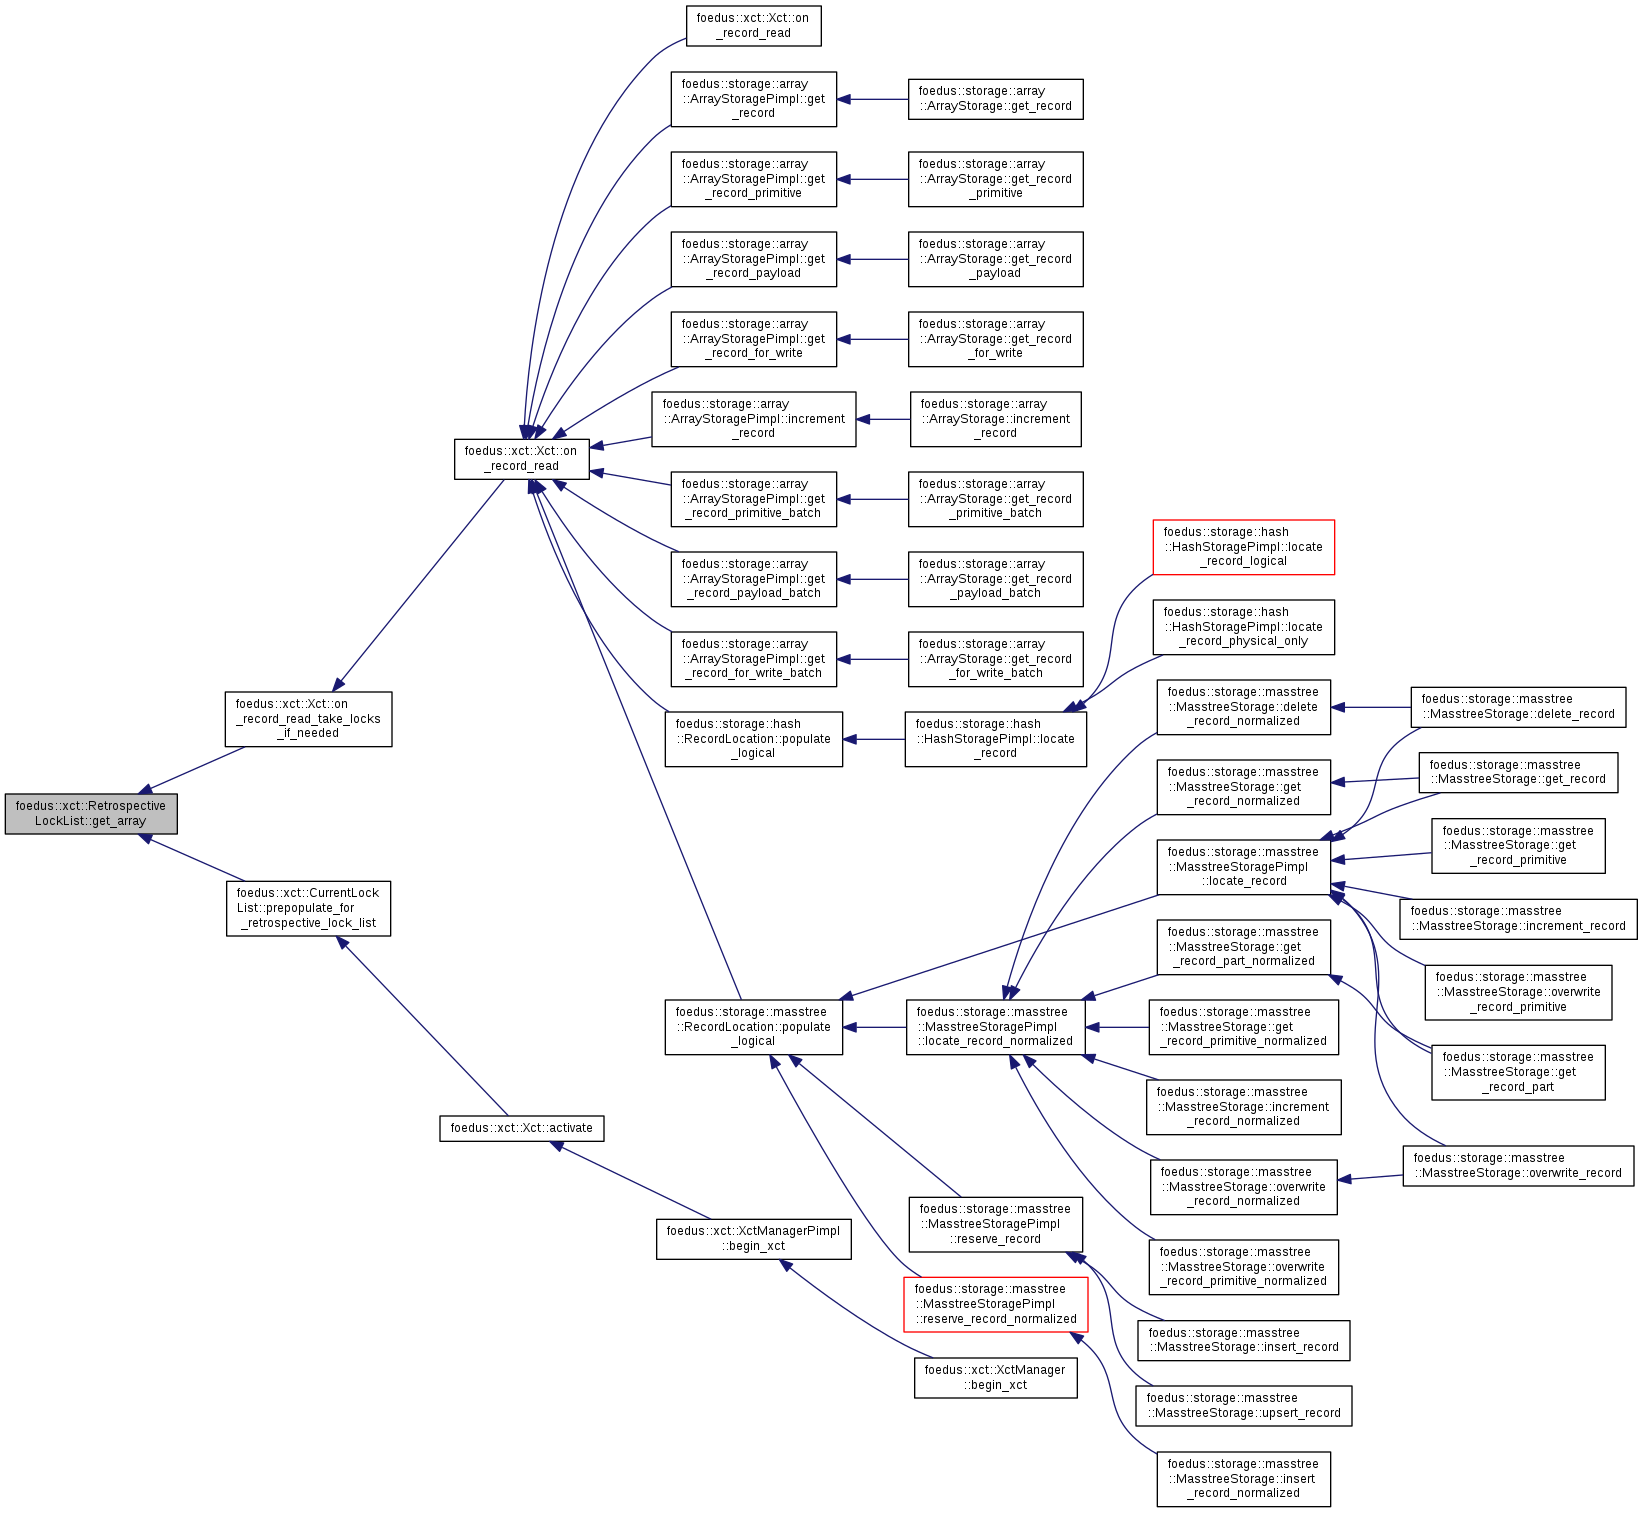 foedus::xct::Xct::on
_record_read
foedus::storage::array
::ArrayStoragePimpl::get
_record
foedus::storage::array
::ArrayStorage::get_record
foedus::storage::array
::ArrayStoragePimpl::get
_record_primitive
foedus::storage::array
::ArrayStorage::get_record
_primitive
foedus::storage::array
::ArrayStoragePimpl::get
_record_payload
foedus::storage::array
::ArrayStorage::get_record
_payload
foedus::storage::array
::ArrayStoragePimpl::get
_record_for_write
foedus::storage::array
::ArrayStorage::get_record
_for_write
foedus::storage::array
::ArrayStoragePimpl::increment
_record
foedus::storage::array
::ArrayStorage::increment
_record
foedus::xct::Xct::on
_record_read
foedus::storage::array
::ArrayStoragePimpl::get
_record_primitive_batch
foedus::storage::array
::ArrayStorage::get_record
_primitive_batch
foedus::storage::array
::ArrayStoragePimpl::get
_record_payload_batch
foedus::storage::array
::ArrayStorage::get_record
_payload_batch
foedus::storage::hash
::HashStoragePimpl::locate
_record_logical
foedus::storage::hash
::HashStoragePimpl::locate
_record_physical_only
foedus::storage::array
::ArrayStoragePimpl::get
_record_for_write_batch
foedus::storage::array
::ArrayStorage::get_record
_for_write_batch
foedus::xct::Xct::on
_record_read_take_locks
_if_needed
foedus::storage::hash
::RecordLocation::populate
_logical
foedus::storage::hash
::HashStoragePimpl::locate
_record
foedus::storage::masstree
::MasstreeStorage::delete
_record_normalized
foedus::storage::masstree
::MasstreeStorage::delete_record
foedus::storage::masstree
::MasstreeStorage::get
_record_normalized
foedus::storage::masstree
::MasstreeStorage::get_record
foedus::xct::Retrospective
LockList::get_array
foedus::storage::masstree
::MasstreeStoragePimpl
::locate_record
foedus::storage::masstree
::MasstreeStorage::get
_record_primitive
foedus::xct::CurrentLock
List::prepopulate_for
_retrospective_lock_list
foedus::storage::masstree
::MasstreeStorage::increment_record
foedus::storage::masstree
::MasstreeStorage::get
_record_part_normalized
foedus::storage::masstree
::MasstreeStorage::overwrite
_record_primitive
foedus::storage::masstree
::RecordLocation::populate
_logical
foedus::storage::masstree
::MasstreeStoragePimpl
::locate_record_normalized
foedus::storage::masstree
::MasstreeStorage::get
_record_primitive_normalized
foedus::storage::masstree
::MasstreeStorage::get
_record_part
foedus::xct::Xct::activate
foedus::storage::masstree
::MasstreeStorage::increment
_record_normalized
foedus::storage::masstree
::MasstreeStorage::overwrite
_record_normalized
foedus::storage::masstree
::MasstreeStorage::overwrite_record
foedus::xct::XctManagerPimpl
::begin_xct
foedus::storage::masstree
::MasstreeStoragePimpl
::reserve_record
foedus::storage::masstree
::MasstreeStorage::overwrite
_record_primitive_normalized
foedus::storage::masstree
::MasstreeStoragePimpl
::reserve_record_normalized
foedus::storage::masstree
::MasstreeStorage::insert_record
foedus::xct::XctManager
::begin_xct
foedus::storage::masstree
::MasstreeStorage::upsert_record
foedus::storage::masstree
::MasstreeStorage::insert
_record_normalized